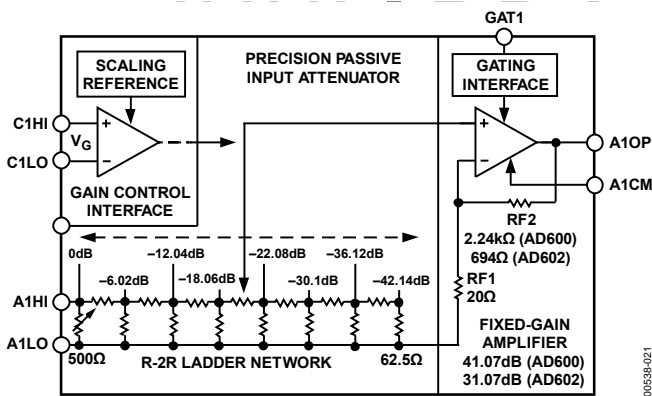 GAT1
SCALING
REFERENCE
PRECISION PASSIVE
INPUT ATTENUATOR
GATING
INTERFACE
C1HI
+
VG
C1LO
–
GAIN CONTROL
INTERFACE
+
–
A1OP
A1CM
RF2
2.24kΩ (AD600)
694Ω (AD602)
0dB
–12.04dB
–22.08dB
–36.12dB
–6.02dB
–18.06dB
–30.1dB
–42.14dB
RF1
20Ω
A1HI
A1LO
500Ω
R-2R LADDER NETWORK
62.5Ω
FIXED-GAIN
AMPLIFIER
41.07dB (AD600)
31.07dB (AD602)
00538-021